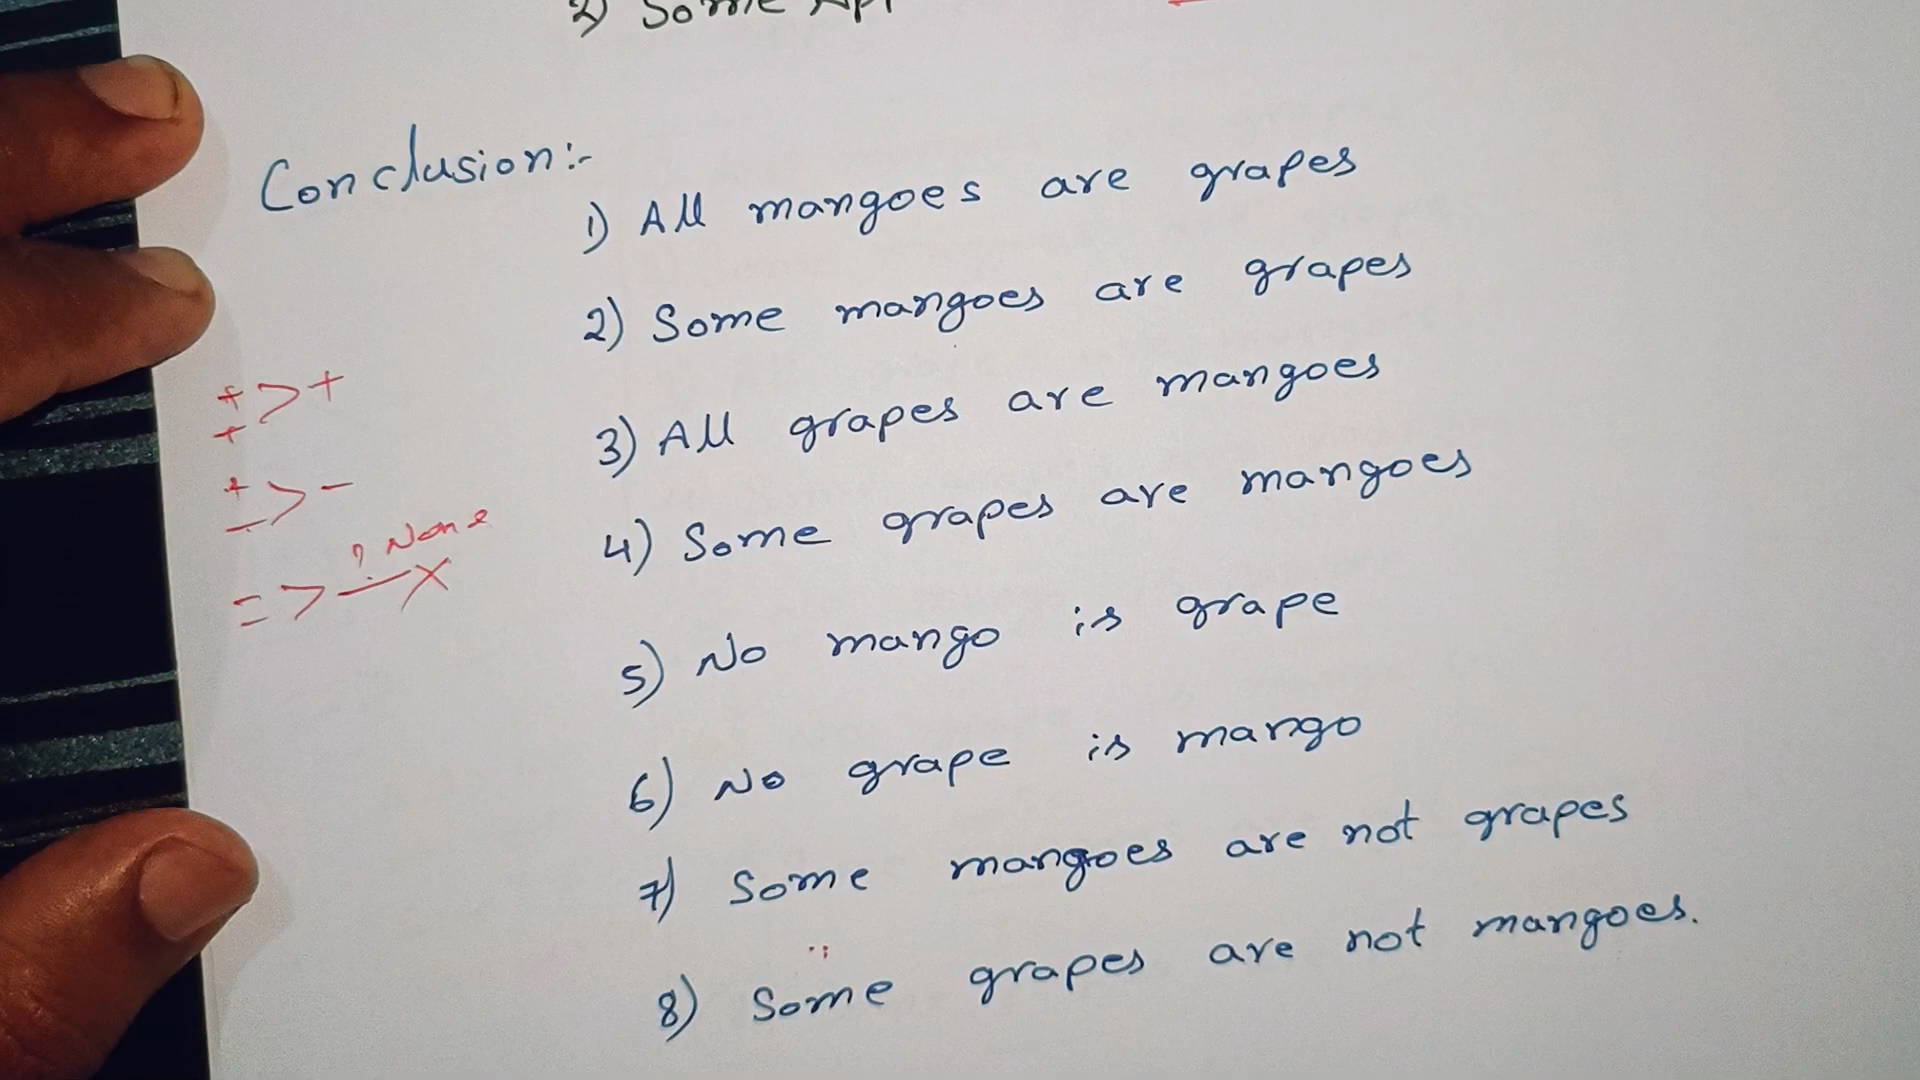 2) Some
Conclusion:-
1) All mangoes are grapes
2) Some mangoes are grapes
3) All grapes are mangoes
4) Some grapes are mangoes
5) No mango is grape
6) No grape is mango
7) Some mangoes are not grapes
8) Some grapes are not mangoes.
+
+ > +
+
- > -
? None
= > - ×